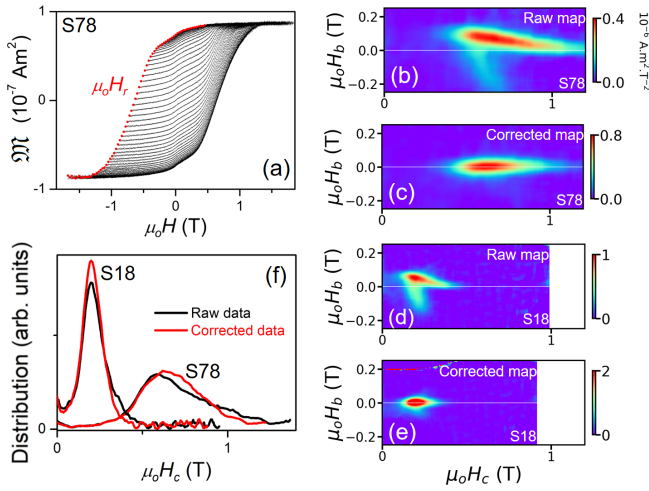 S78
μoHr
(a)
1
0
-1
𝔐 (10⁻⁷ Am²)
-1
0
1
μoH (T)
Raw map
(b)
S78
0.2
0.0
-0.2
μoHb (T)
0
1
0.4
0.0
10⁻⁶ A.m².T⁻²
Corrected map
(c)
S78
0.2
0.0
-0.2
μoHb (T)
0
1
0.8
0.0
Raw map
(d)
S18
0.2
0.0
-0.2
μoHb (T)
1
0
Corrected map
(e)
S18
0.2
0.0
-0.2
μoHb (T)
0
1
μoHc (T)
2
0
(f)
S18
Raw data
Corrected data
S78
Distribution (arb. units)
0
0
1
μoHc (T)